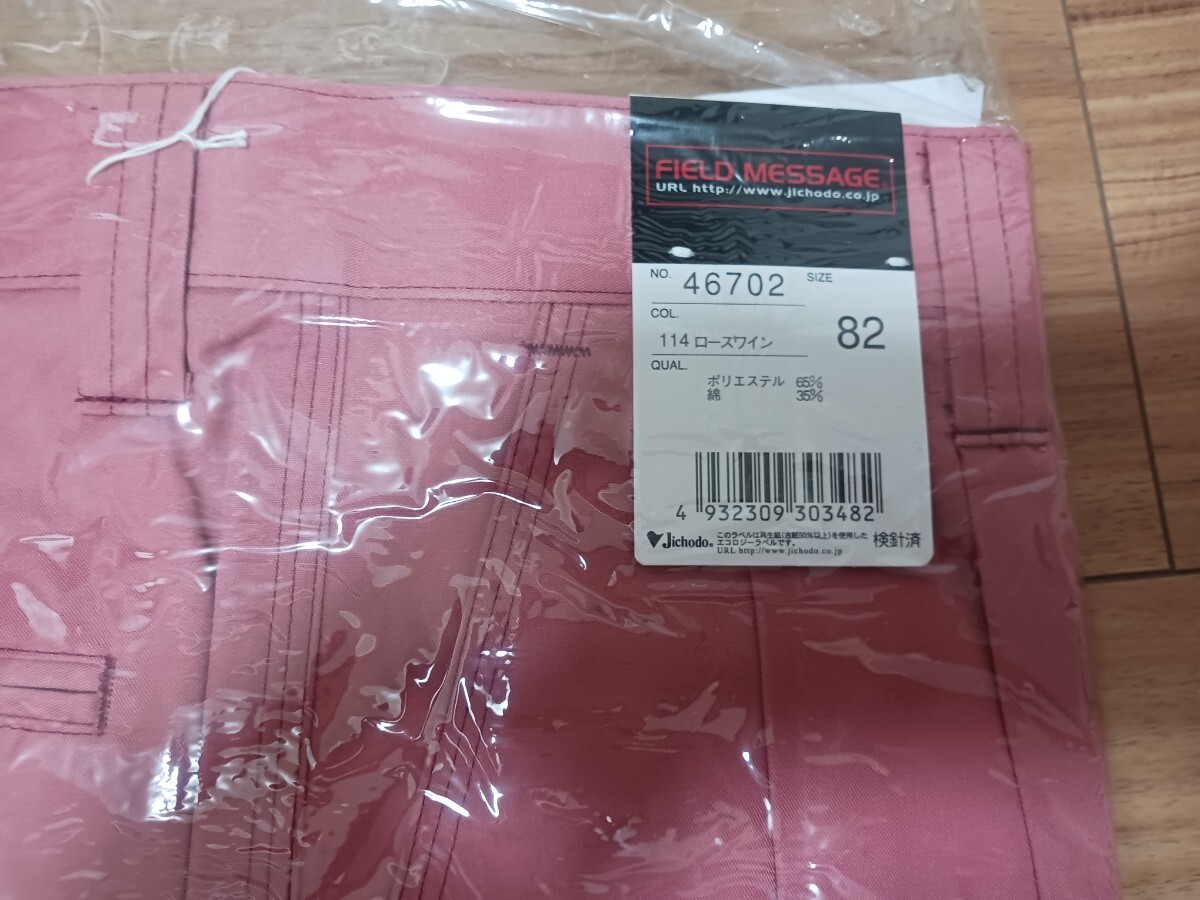 FIELD MESSAGE
URL http://www.jichodo.co.jp
NO. 46702 SIZE
COL.
114 ローズワイン 82
QUAL.
ポリエステル 65%
綿 35%
4 932309 303482
Jichodo® このラベルは再生紙(古紙50%以上)を使用した
エコロジーラベルです。 検針済
URL http://www.jichodo.co.jp